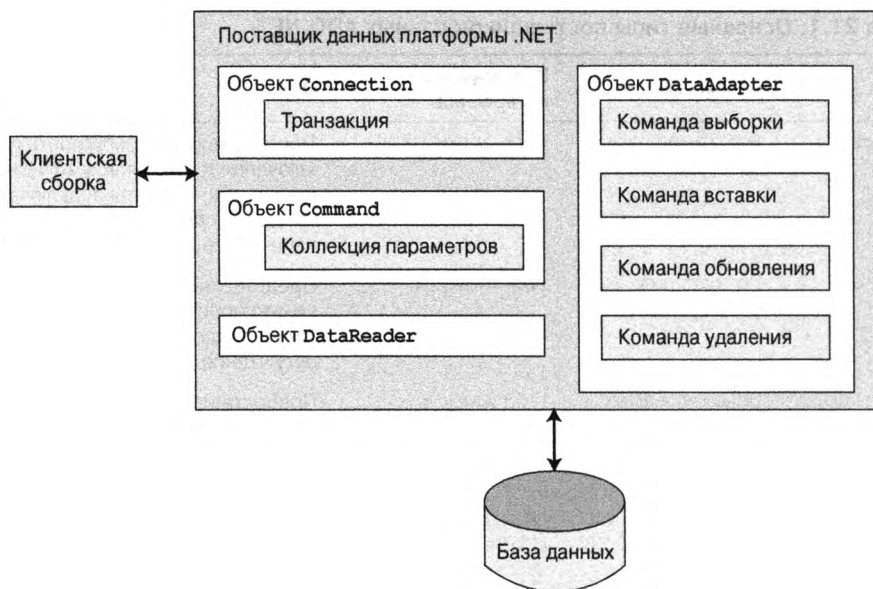 Поставщик данных платформы .NET
Объект Connection
Транзакция
Объект Command
Коллекция параметров
Объект DataReader
Объект DataAdapter
Команда выборки
Команда вставки
Команда обновления
Команда удаления
Клиентская
сборка
База данных